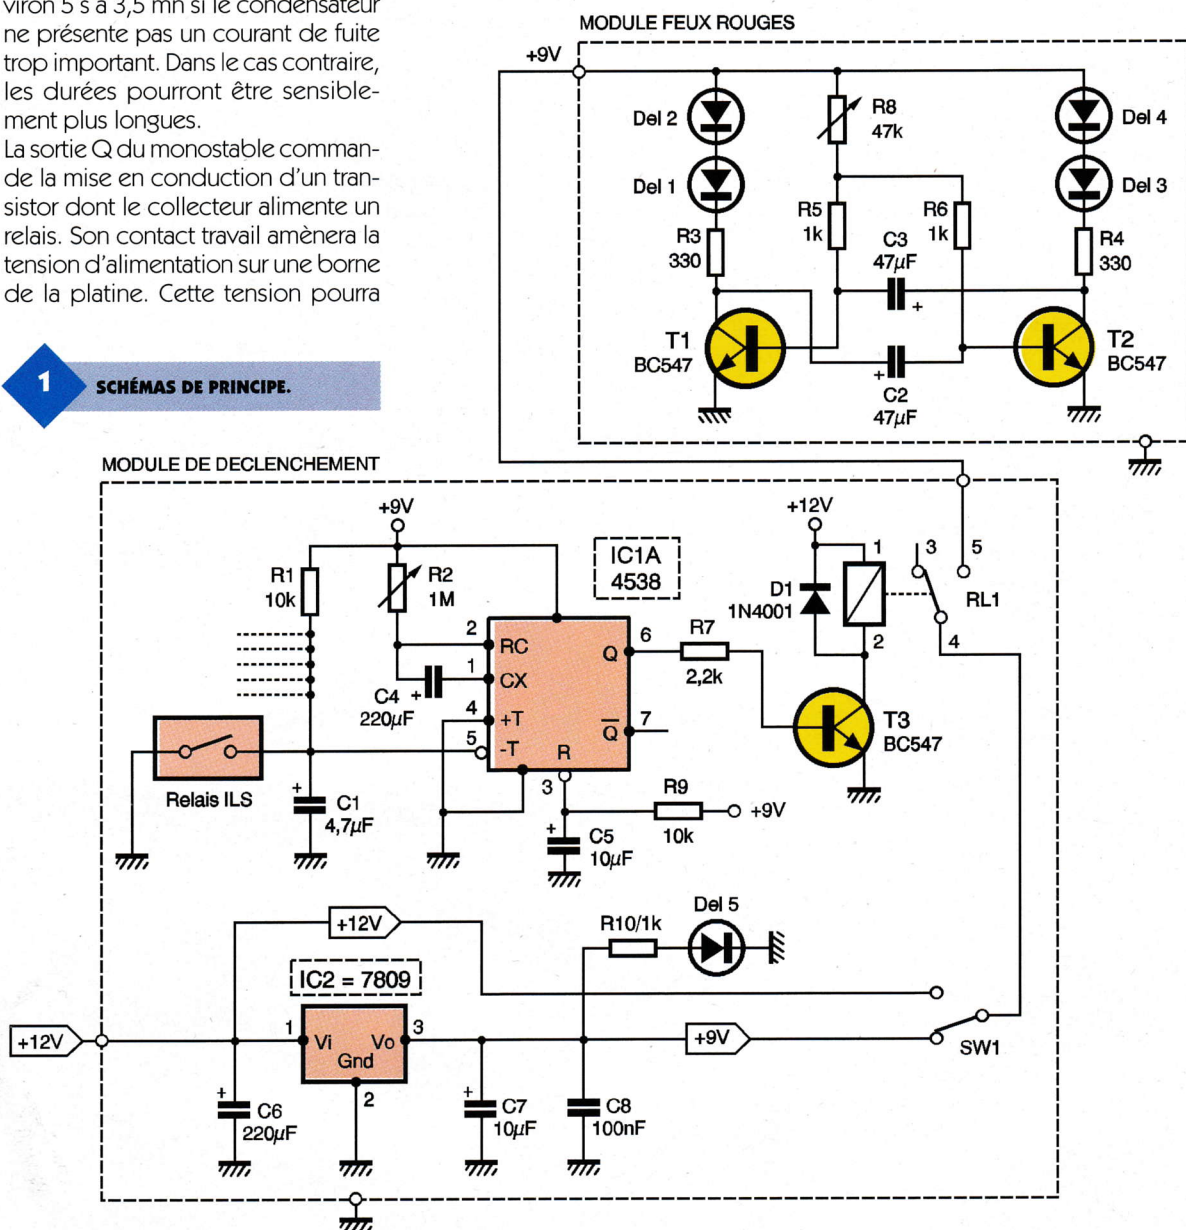 viron 5 s à 3,5 mn si le condensateur
ne présente pas un courant de fuite
trop important. Dans le cas contraire,
les durées pourront être sensible-
ment plus longues.
La sortie Q du monostable comman-
de la mise en conduction d'un tran-
sistor dont le collecteur alimente un
relais. Son contact travail amènera la
tension d'alimentation sur une borne
de la platine. Cette tension pourra
1
SCHÉMAS DE PRINCIPE.
MODULE FEUX ROUGES
+9V
Del 2
Del 1
R8
47k
Del 4
Del 3
R3
330
R5
1k
R6
1k
C3
47µF
+
R4
330
T1
BC547
+
C2
47µF
T2
BC547
MODULE DE DECLENCHEMENT
+9V
R1
10k
R2
1M
IC1A
4538
+12V
1
2
3
5
4
D1
1N4001
RL1
2
RC
1
CX
4
+T
5
-T
R
3
Q
6
Q
7
C4
+
220µF
R7
2,2k
T3
BC547
Relais ILS
+
C1
4,7µF
R9
10k
+9V
+
C5
10µF
+12V
R10/1k
Del 5
IC2 = 7809
+12V
1
Vi
Vo
Gnd
3
2
+9V
SW1
+
C6
220µF
+
C7
10µF
C8
100nF